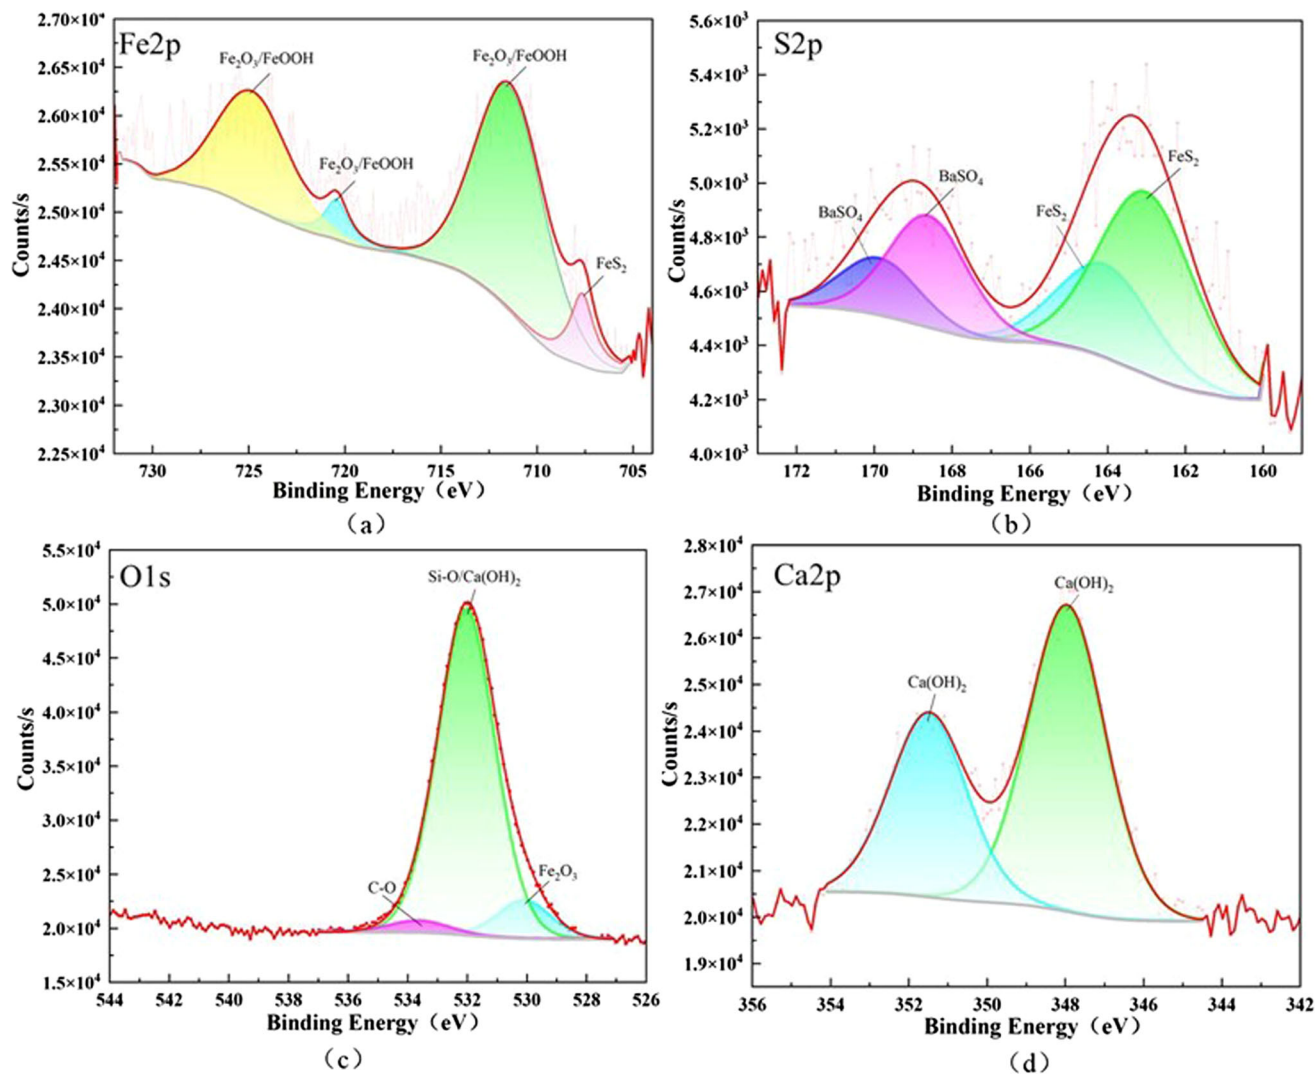 Fe2p
Fe₂O₃/FeOOH
Fe₂O₃/FeOOH
Fe₂O₃/FeOOH
FeS₂
Counts/s
2.70×10⁴
2.65×10⁴
2.60×10⁴
2.55×10⁴
2.50×10⁴
2.45×10⁴
2.40×10⁴
2.35×10⁴
2.30×10⁴
2.25×10⁴
730 725 720 715 710 705
Binding Energy（eV）
（a）
S2p
BaSO₄
BaSO₄
FeS₂
FeS₂
Counts/s
5.6×10³
5.4×10³
5.2×10³
5.0×10³
4.8×10³
4.6×10³
4.4×10³
4.2×10³
4.0×10³
172 170 168 166 164 162 160
Binding Energy（eV）
（b）
O1s
Si-O/Ca(OH)₂
C-O
Fe₂O₃
Counts/s
5.5×10⁴
5.0×10⁴
4.5×10⁴
4.0×10⁴
3.5×10⁴
3.0×10⁴
2.5×10⁴
2.0×10⁴
1.5×10⁴
544 542 540 538 536 534 532 530 528 526
Binding Energy（eV）
（c）
Ca2p
Ca(OH)₂
Ca(OH)₂
Counts/s
2.8×10⁴
2.7×10⁴
2.6×10⁴
2.5×10⁴
2.4×10⁴
2.3×10⁴
2.2×10⁴
2.1×10⁴
2.0×10⁴
1.9×10⁴
356 354 352 350 348 346 344 342
Binding Energy（eV）
（d）